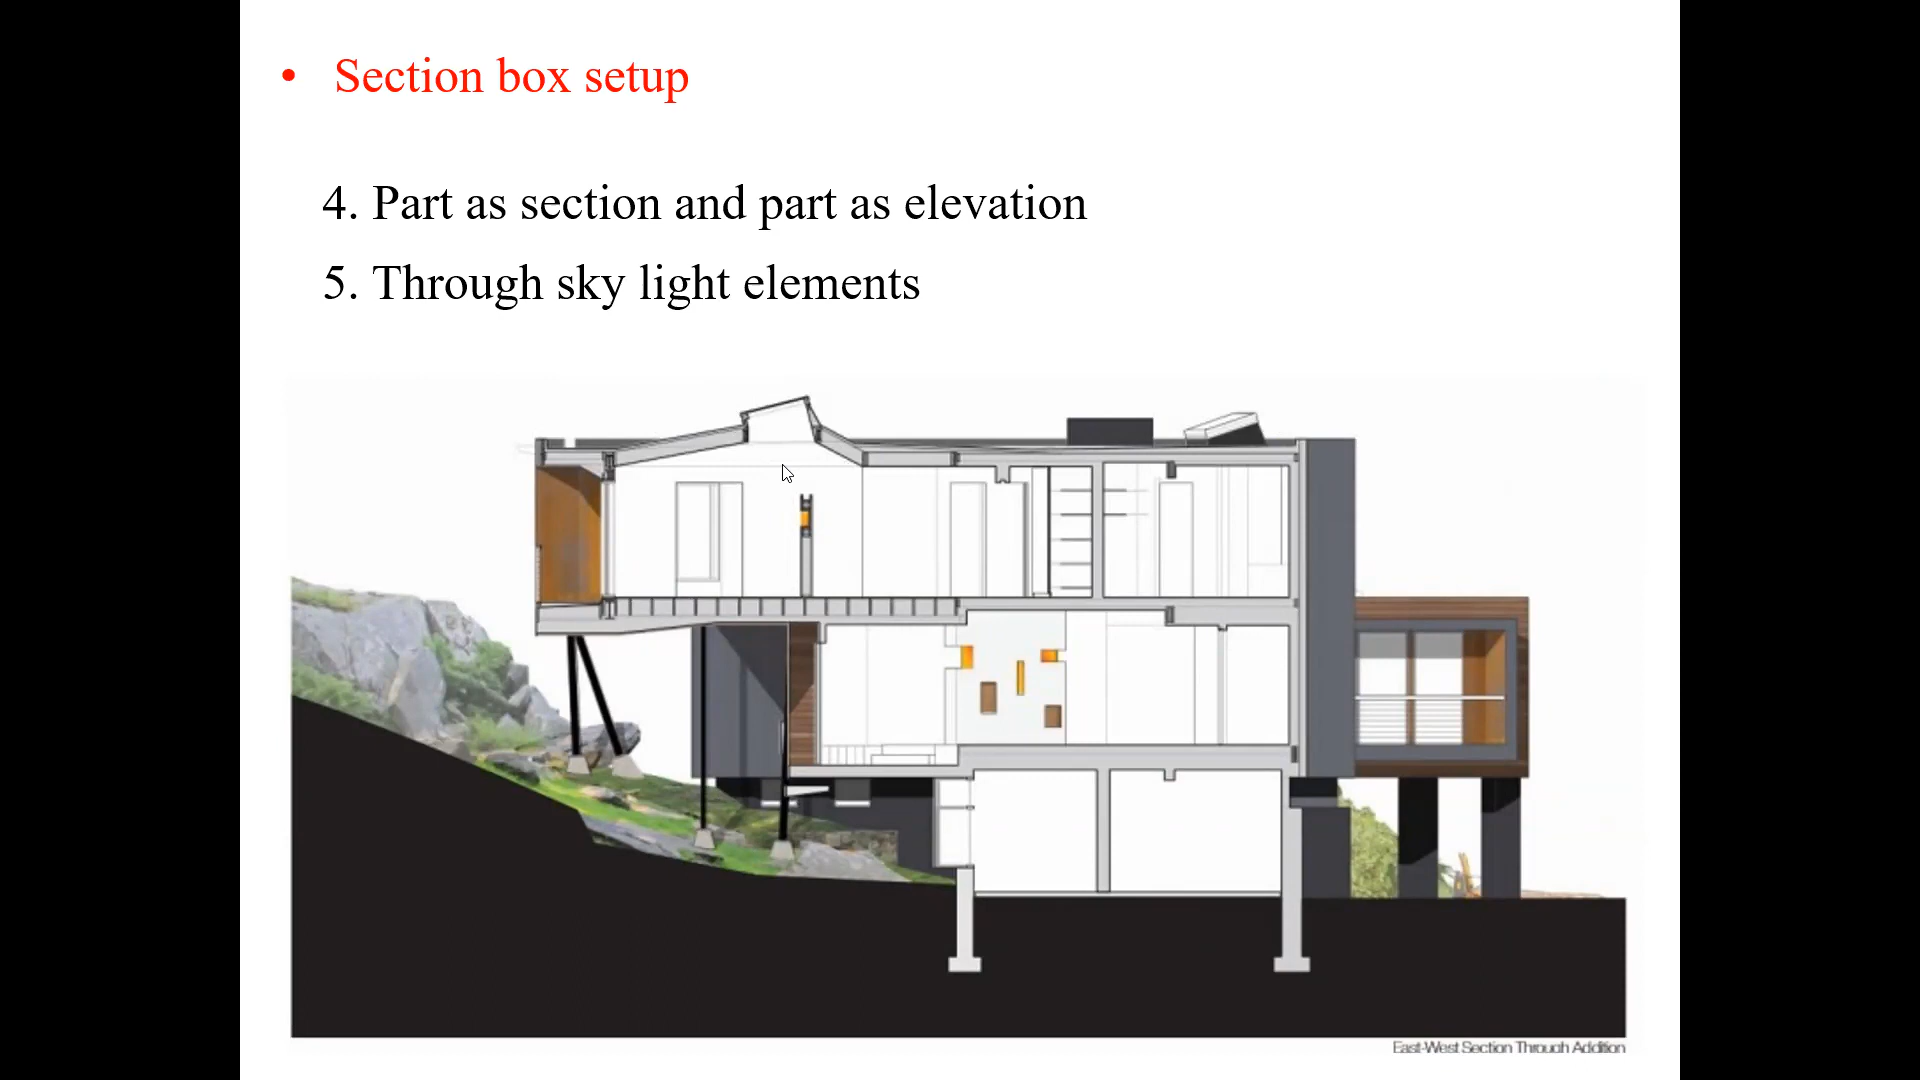 • Section box setup
4. Part as section and part as elevation
5. Through sky light elements
East-West Section Through Addition